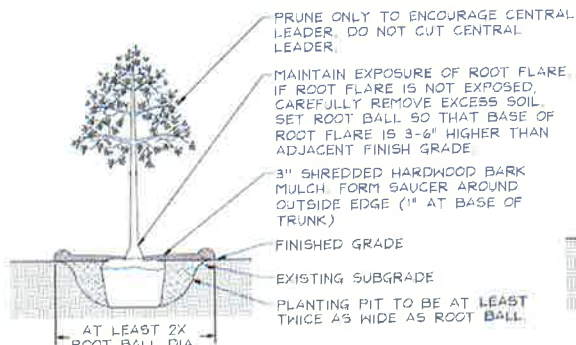 PRUNE ONLY TO ENCOURAGE CENTRAL
LEADER. DO NOT CUT CENTRAL
LEADER.
MAINTAIN EXPOSURE OF ROOT FLARE.
IF ROOT FLARE IS NOT EXPOSED,
CAREFULLY REMOVE EXCESS SOIL.
SET ROOT BALL SO THAT BASE OF
ROOT FLARE IS 3-6" HIGHER THAN
ADJACENT FINISH GRADE.
3" SHREDDED HARDWOOD BARK
MULCH. FORM SAUCER AROUND
OUTSIDE EDGE (1" AT BASE OF
TRUNK)
FINISHED GRADE
EXISTING SUBGRADE
PLANTING PIT TO BE AT LEAST
TWICE AS WIDE AS ROOT BALL.
AT LEAST 2X
ROOT BALL DIA.